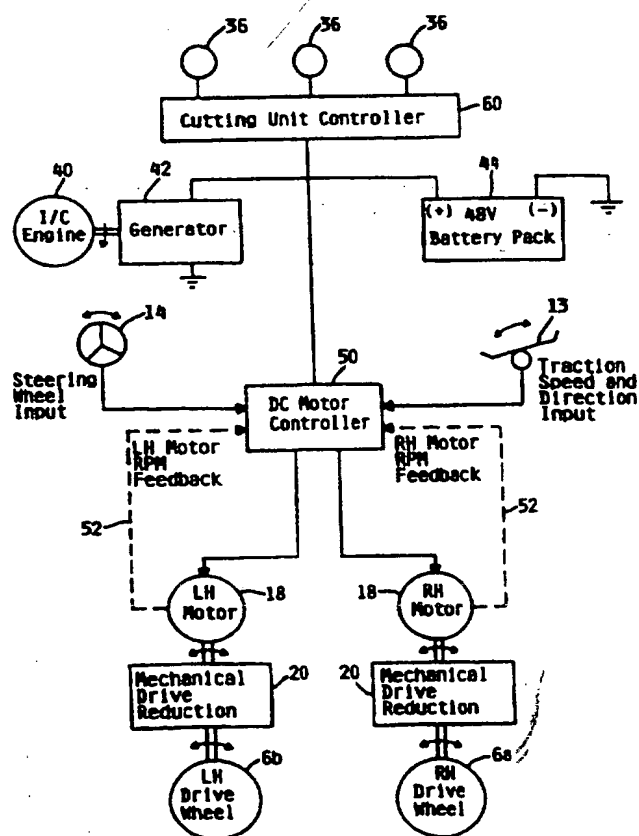 36 36 36
60
Cutting Unit Controller
40
42
44
I/C
Engine
Generator
(+) 48V (-)
Battery Pack
14
13
Steering
Wheel
Input
50
Traction
Speed and
Direction
Input
DC Motor
Controller
LH Motor
RPM
Feedback
RH Motor
RPM
Feedback
52
52
LH
Motor
18
18
RH
Motor
Mechanical
Drive
Reduction
20
20
Mechanical
Drive
Reduction
6b
6a
LH
Drive
Wheel
RH
Drive
Wheel